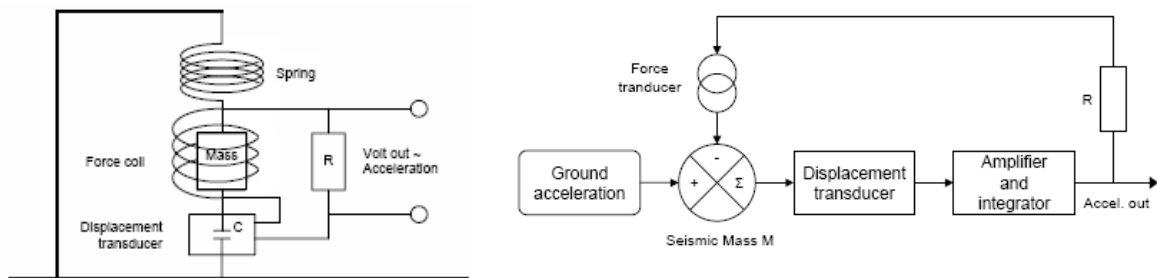 Spring
Force coil
Mass
R
Volt out ~
Acceleration
Displacement
transducer
C
Force
tranducer
R
-
+
Σ
Ground
acceleration
Displacement
transducer
Amplifier
and
integrator
Accel. out
Seismic Mass M